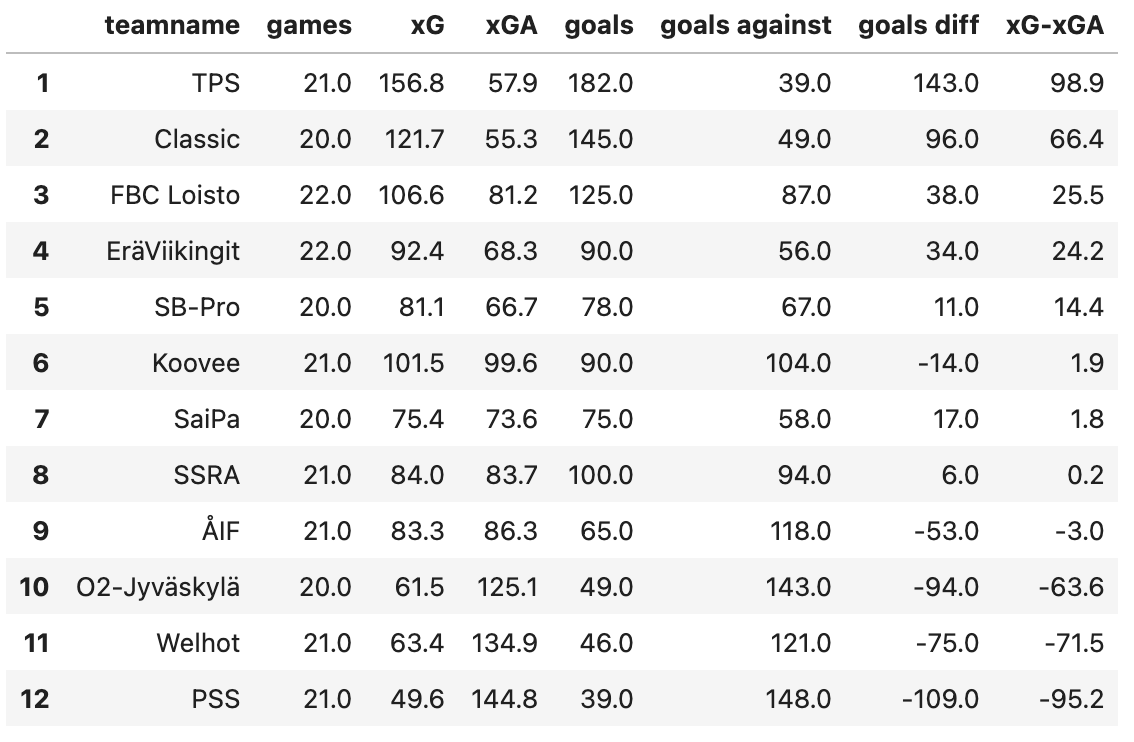 teamname games xG xGA goals goals against goals diff xG-xGA
1 TPS 21.0 156.8 57.9 182.0 39.0 143.0 98.9
2 Classic 20.0 121.7 55.3 145.0 49.0 96.0 66.4
3 FBC Loisto 22.0 106.6 81.2 125.0 87.0 38.0 25.5
4 EräViikingit 22.0 92.4 68.3 90.0 56.0 34.0 24.2
5 SB-Pro 20.0 81.1 66.7 78.0 67.0 11.0 14.4
6 Koovee 21.0 101.5 99.6 90.0 104.0 -14.0 1.9
7 SaiPa 20.0 75.4 73.6 75.0 58.0 17.0 1.8
8 SSRA 21.0 84.0 83.7 100.0 94.0 6.0 0.2
9 ÅIF 21.0 83.3 86.3 65.0 118.0 -53.0 -3.0
10 O2-Jyväskylä 20.0 61.5 125.1 49.0 143.0 -94.0 -63.6
11 Welhot 21.0 63.4 134.9 46.0 121.0 -75.0 -71.5
12 PSS 21.0 49.6 144.8 39.0 148.0 -109.0 -95.2